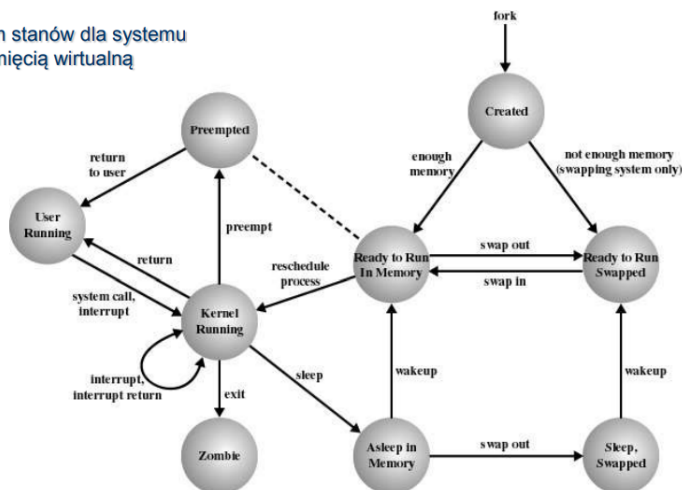 stanów dla systemu
mięcią wirtualną
fork
Created
Preempted
return
to user
enough
memory
not enough memory
(swapping system only)
User
Running
preempt
return
Ready to Run
In Memory
swap out
swap in
Ready to Run
Swapped
reschedule
process
system call,
interrupt
Kernel
Running
interrupt,
interrupt return
sleep
wakeup
wakeup
exit
Zombie
Asleep in
Memory
swap out
Sleep,
Swapped